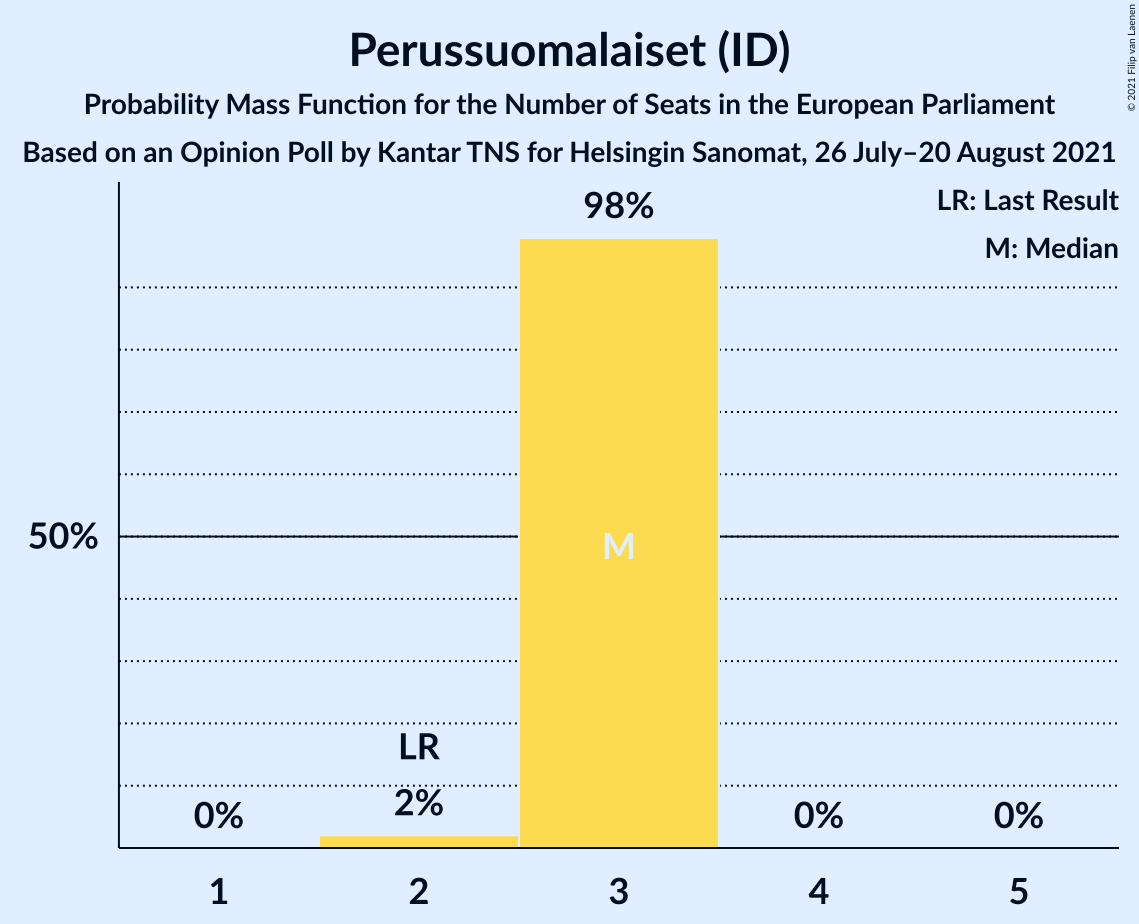 Perussuomalaiset (ID)
Probability Mass Function for the Number of Seats in the European Parliament
Based on an Opinion Poll by Kantar TNS for Helsingin Sanomat, 26 July–20 August 2021
© 2021 Filip van Laenen
LR: Last Result
M: Median
98%
50%
M
LR
0%
2%
0%
0%
1
2
3
4
5